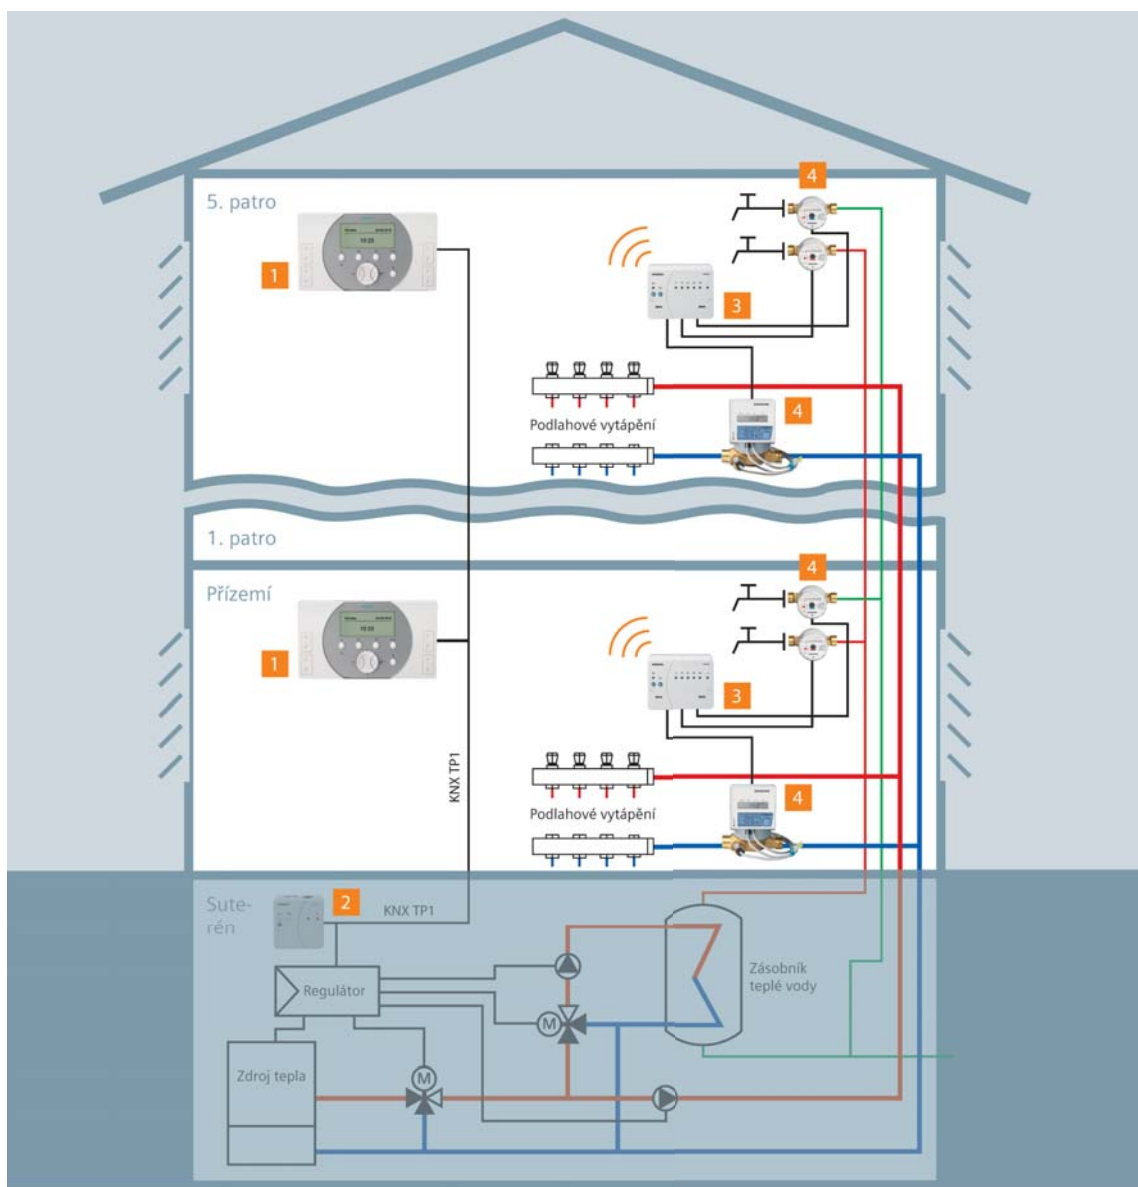 5. patro
4
1
3
4
Podlahové vytápění
1. patro
Přízemí
4
1
3
KNX TP1
4
Podlahové vytápění
Sute-
rén
2
KNX TP1
Regulátor
Zásobník
teplé vody
M
Zdroj tepla
M